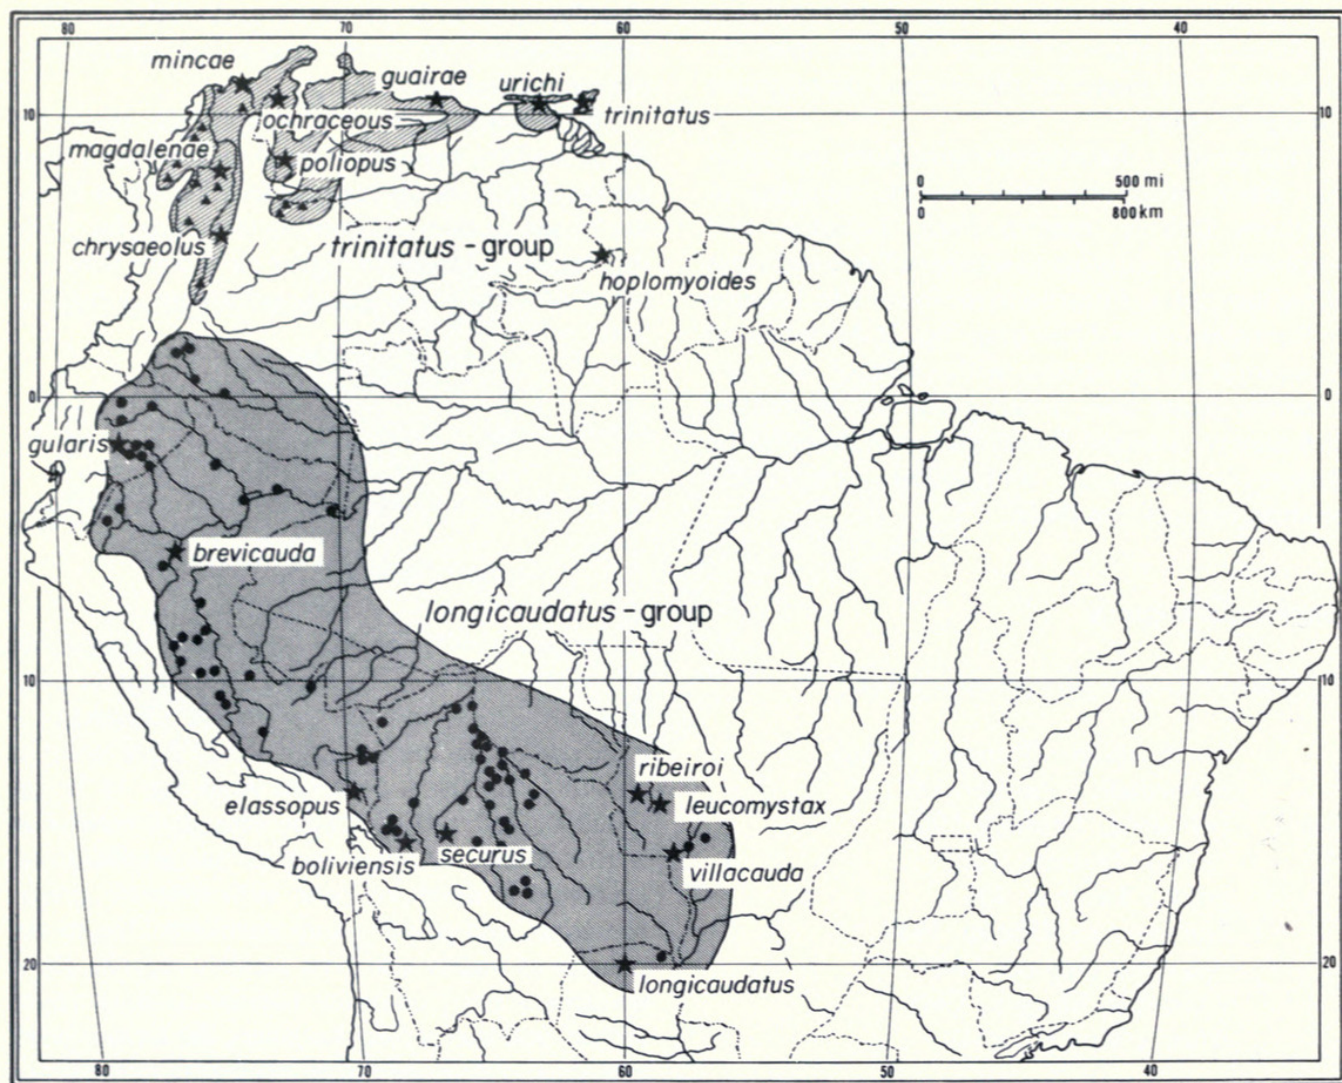 80
70
60
50
40
mincae
guairae
urichi
10
ochraceous
trinitatus
10
magdalenae
poliopus
0
500 mi
0
800 km
chrysaeolus
trinitatus - group
hoplomyoides
0
0
gularis
brevicauda
longicaudatus - group
10
10
ribeiroi
elassopus
leucomystax
boliviensis
securus
villacauda
20
20
longicaudatus
80
70
60
50
40